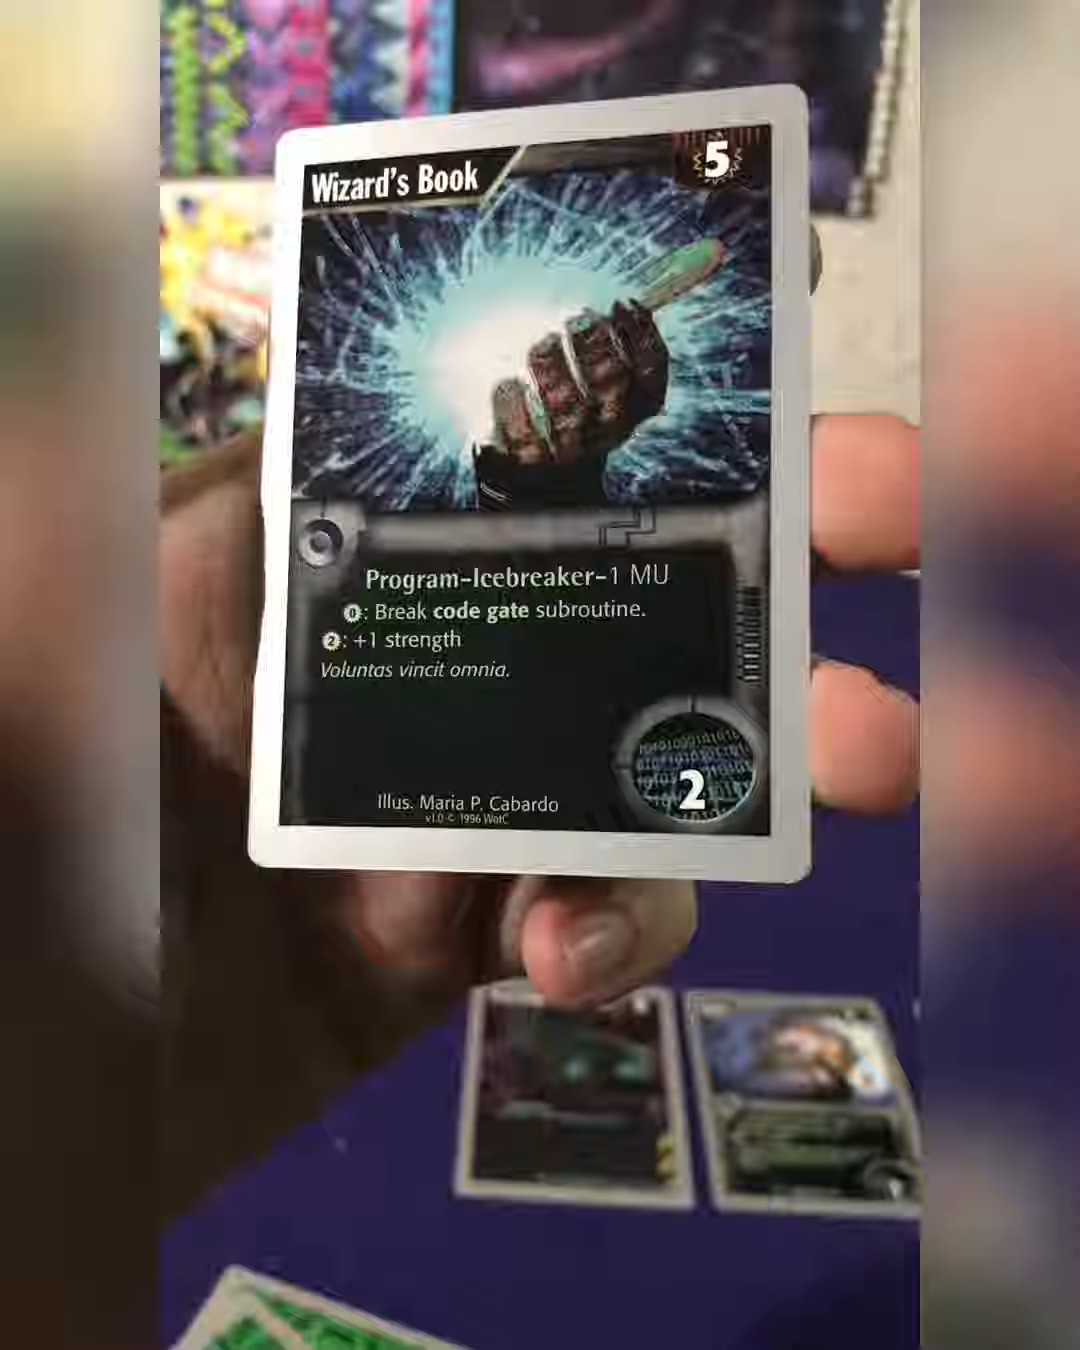 Wizard's Book
5
Program-Icebreaker-1 MU
0: Break code gate subroutine.
2: +1 strength
Voluntas vincit omnia.
2
Illus. Maria P. Cabardo
v1.0 © 1996 WotC